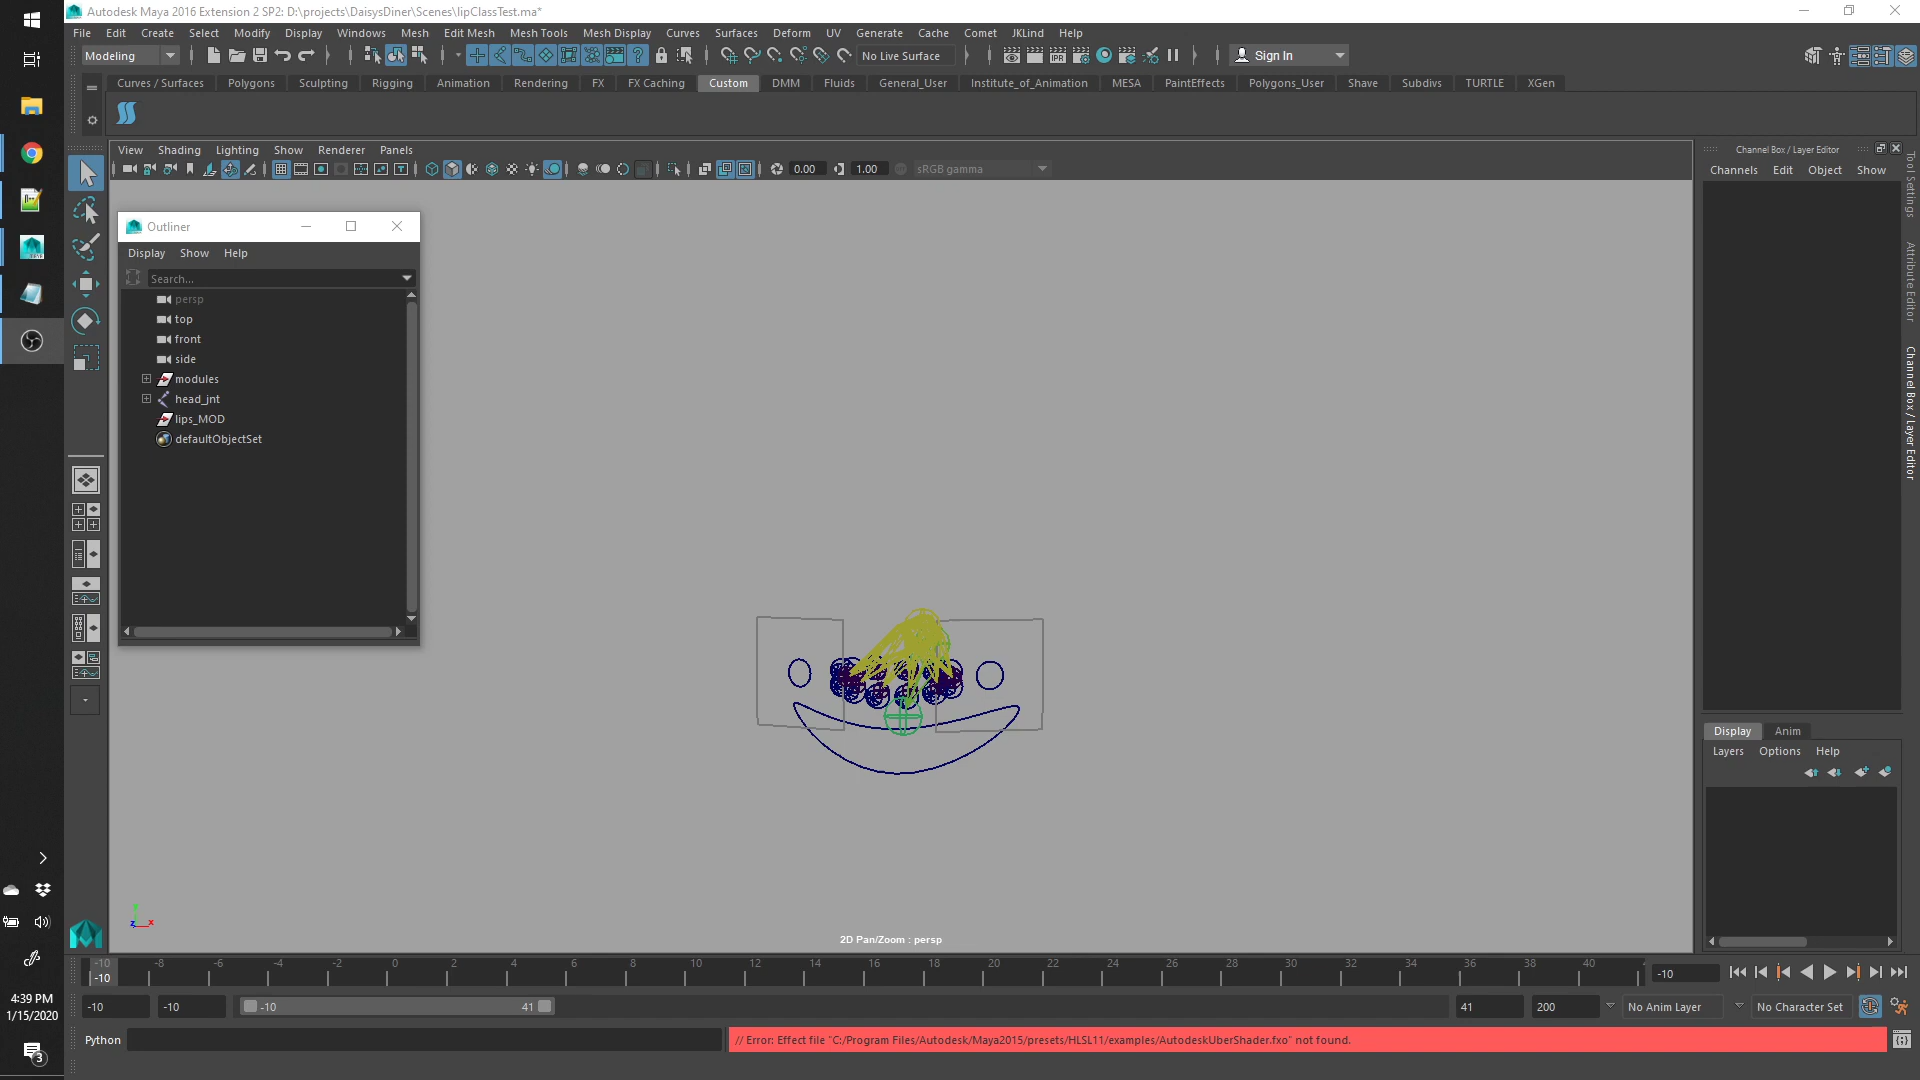 Autodesk Maya 2016 Extension 2 SP2: D:\projects\DaisysDiner\Scenes\lipClassTest.ma*
File Edit Create Select Modify Display Windows Mesh Edit Mesh Mesh Tools Mesh Display Curves Surfaces Deform UV Generate Cache Comet JKLind Help
Modeling No Live Surface Sign In
Curves / Surfaces Polygons Sculpting Rigging Animation Rendering FX FX Caching Custom DMM Fluids General_User Institute_of_Animation MESA PaintEffects Polygons_User Shave Subdivs TURTLE XGen
View Shading Lighting Show Renderer Panels
0.00 1.00 sRGB gamma
Channel Box / Layer Editor
Channels Edit Object Show
Tool Settings
Attribute Editor
Channel Box / Layer Editor
Outliner
Display Show Help
Search...
persp
top
front
side
modules
head_jnt
lips_MOD
defaultObjectSet
Display Anim
Layers Options Help
y
z x
2D Pan/Zoom : persp
-10 -8 -6 -4 -2 0 2 4 6 8 10 12 14 16 18 20 22 24 26 28 30 32 34 36 38 40
-10 -10
-10 -10 -10 41 41 200 No Anim Layer No Character Set
Python // Error: Effect file "C:/Program Files/Autodesk/Maya2015/presets/HLSL11/examples/AutodeskUberShader.fxo" not found.
4:39 PM
1/15/2020
3